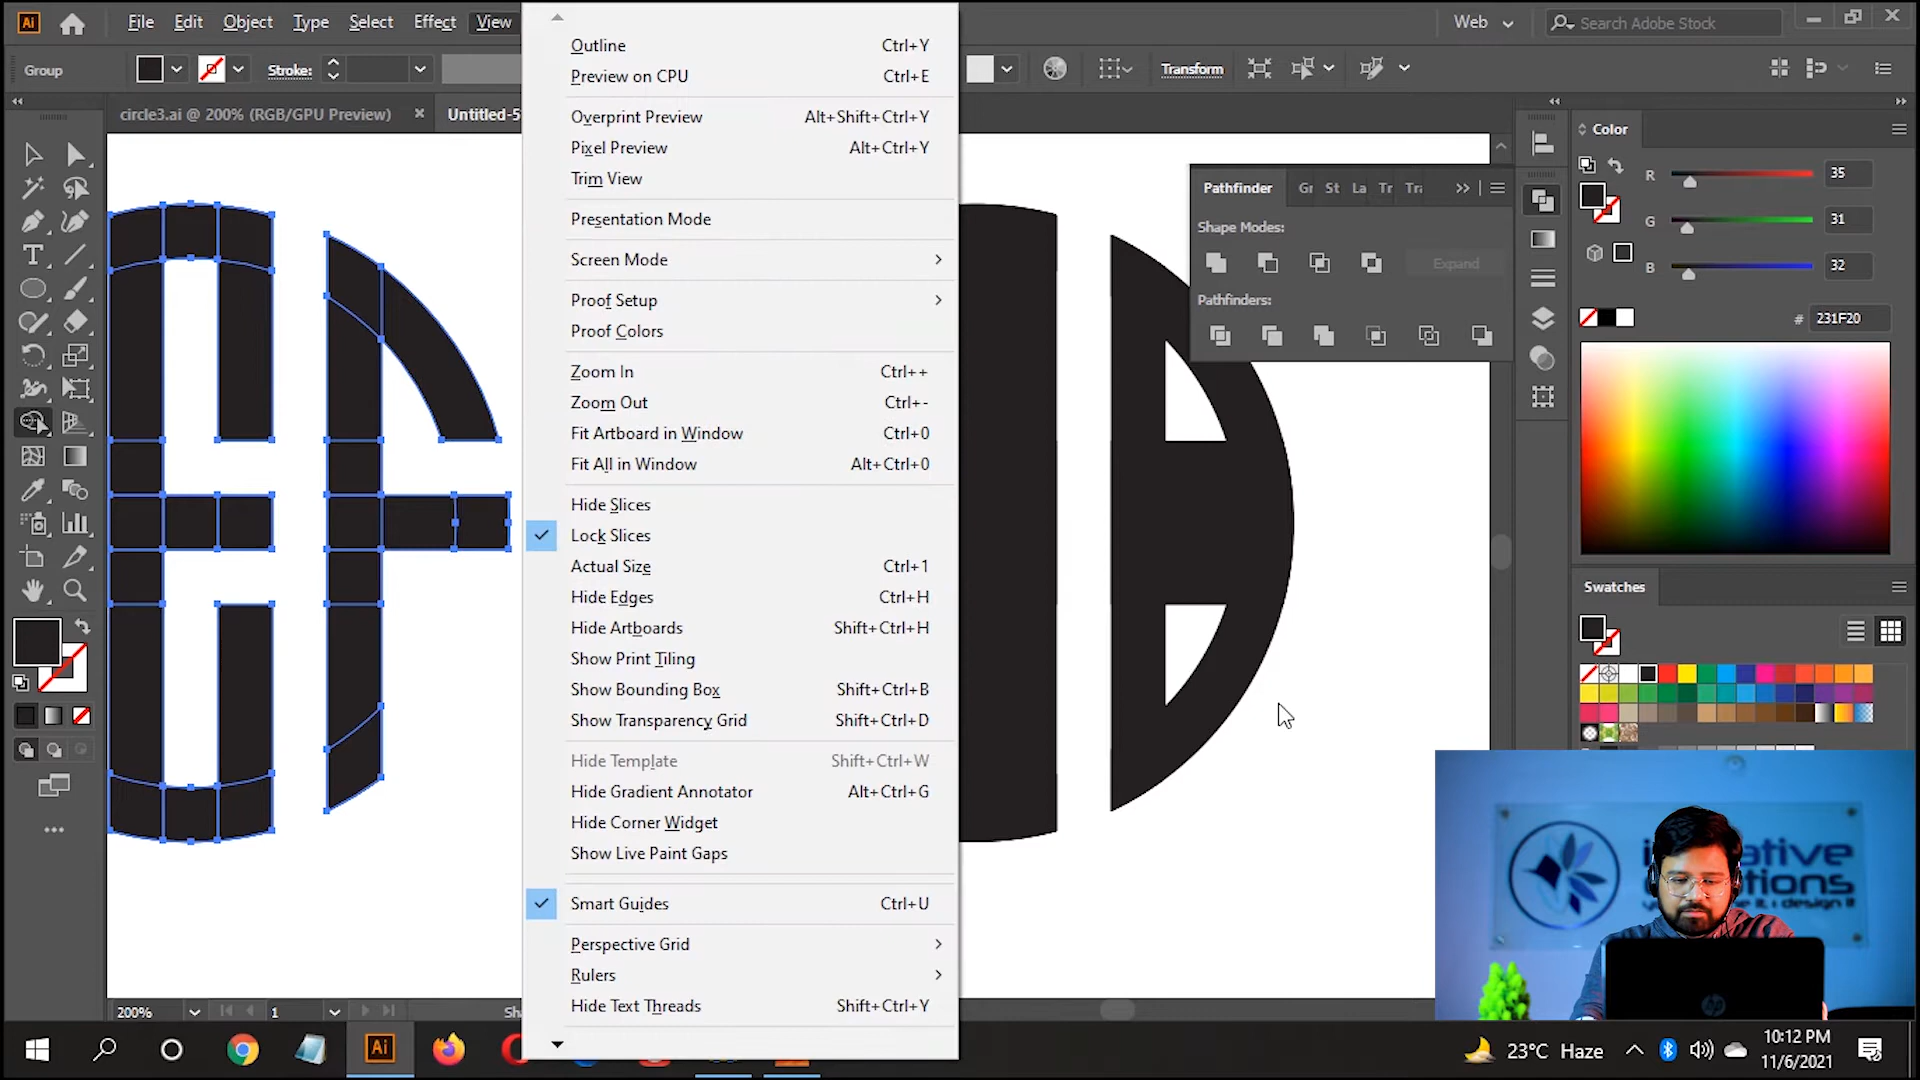 Ai
File Edit Object Type Select Effect View
Web
Search Adobe Stock
Group
Stroke:
Transform
circle3.ai @ 200% (RGB/GPU Preview)
Untitled-5
Outline Ctrl+Y
Preview on CPU Ctrl+E
Overprint Preview Alt+Shift+Ctrl+Y
Pixel Preview Alt+Ctrl+Y
Trim View
Presentation Mode
Screen Mode
Proof Setup
Proof Colors
Zoom In Ctrl++
Zoom Out Ctrl+-
Fit Artboard in Window Ctrl+0
Fit All in Window Alt+Ctrl+0
Hide Slices
Lock Slices
Actual Size Ctrl+1
Hide Edges Ctrl+H
Hide Artboards Shift+Ctrl+H
Show Print Tiling
Show Bounding Box Shift+Ctrl+B
Show Transparency Grid Shift+Ctrl+D
Hide Template Shift+Ctrl+W
Hide Gradient Annotator Alt+Ctrl+G
Hide Corner Widget
Show Live Paint Gaps
Smart Guides Ctrl+U
Perspective Grid
Rulers
Hide Text Threads Shift+Ctrl+Y
Pathfinder Gr St La Tr Tra
Shape Modes:
Expand
Pathfinders:
Color
R 35
G 31
B 32
# 231F20
Swatches
200%
1
Sha
Ai
23°C Haze
10:12 PM
11/6/2021